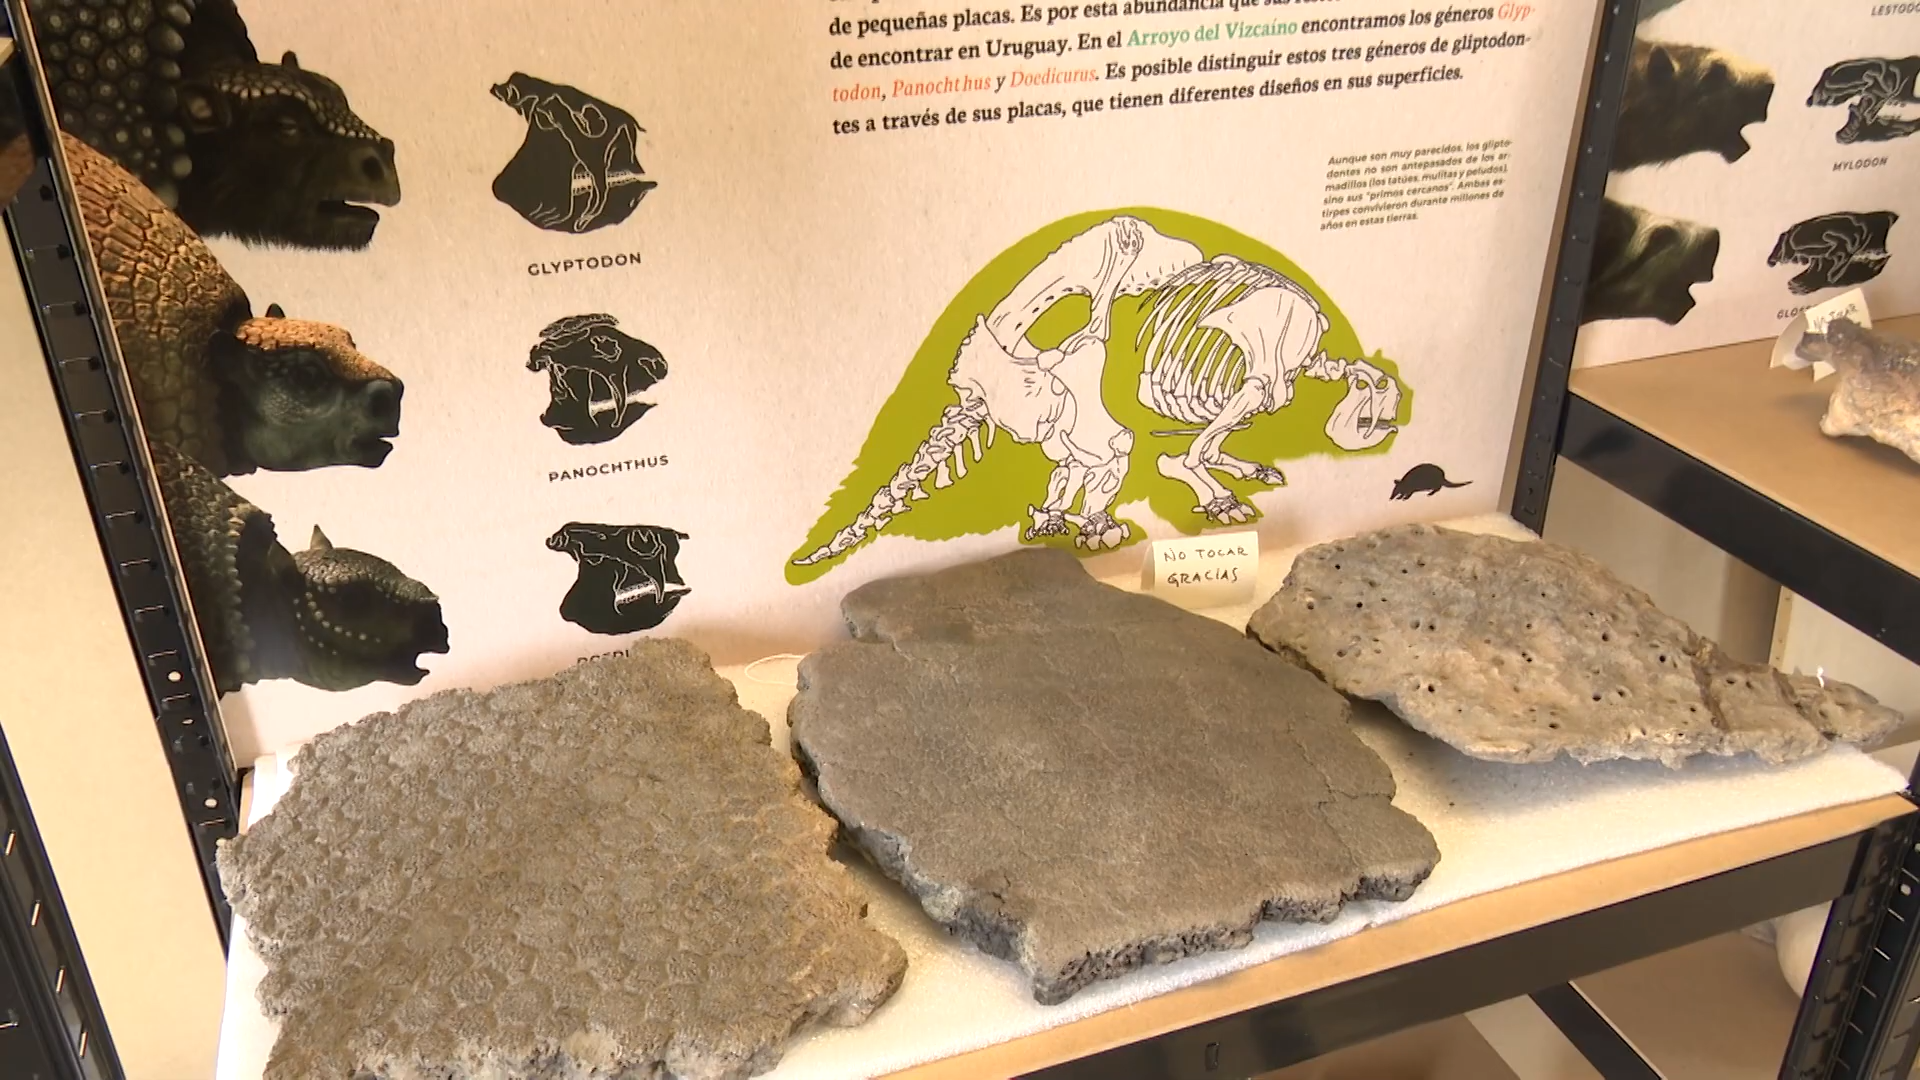 de pequeñas placas. Es por esta abundancia que sus
de encontrar en Uruguay. En el Arroyo del Vizcaíno encontramos los géneros Glyp-
todon, Panochthus y Doedicurus. Es posible distinguir estos tres géneros de gliptodon-
tes a través de sus placas, que tienen diferentes diseños en sus superficies.
Aunque son muy parecidos, los glipto-
dontes no son antepasados de los ar-
madillos (los tatúes, mulitas y peludos),
sino sus "primos cercanos". Ambas es-
tirpes convivieron durante millones de
años en estas tierras.
GLYPTODON
PANOCHTHUS
NO TOCAR
GRACIAS
MYLODON
NO TOCAR